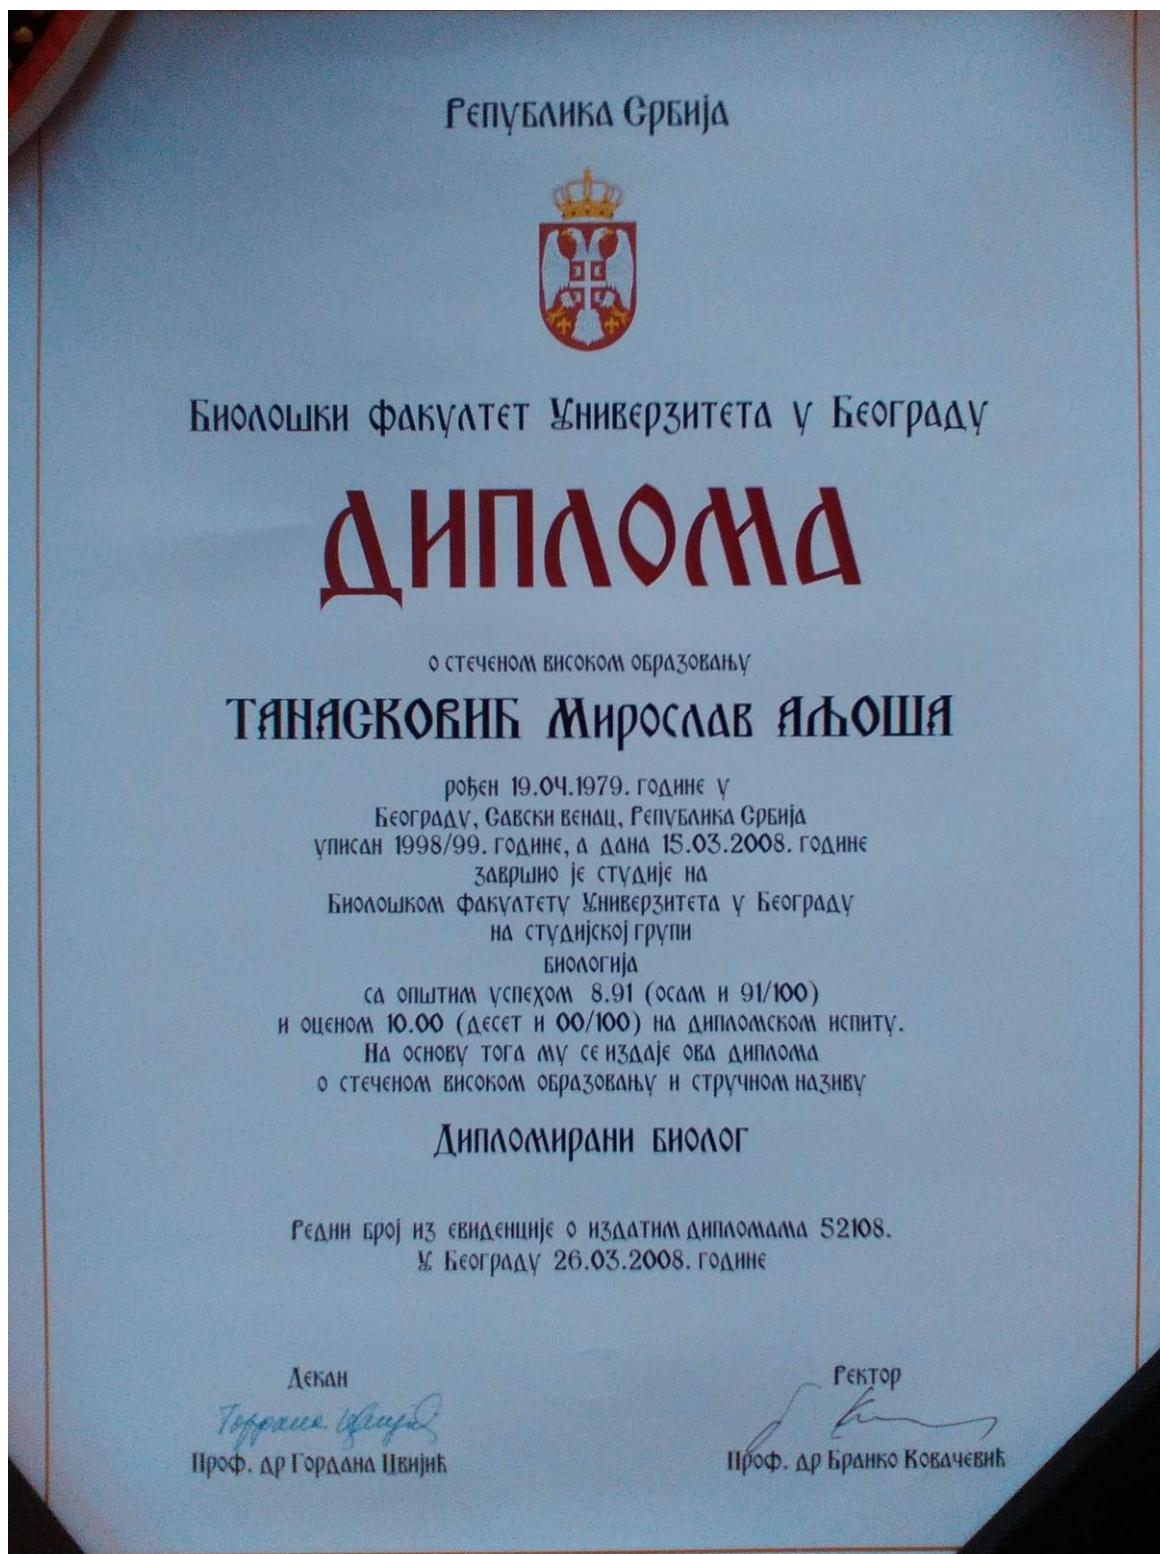 Република Србија
Биолошки факултет Универзитета у Београду
ДИПЛОМА
о стеченом високом образовању
ТАНАСКОВИЋ Мирослав АЉОША
рођен 19.04.1979. године у
Београду, Савски венац, Република Србија
уписан 1998/99. године, а дана 15.03.2008. године
завршио је студије на
Биолошком факултету Универзитета у Београду
на студијској групи
биологија
са општим успехом 8.91 (осам и 91/100)
и оценом 10.00 (десет и 00/100) на дипломском испиту.
На основу тога му се издаје ова диплома
о стеченом високом образовању и стручном називу
Дипломирани биолог
Редни број из евиденције о издатим дипломама 52108.
У Београду 26.03.2008. године
Декан
Ректор
Гордана Цвијић
Проф. др Гордана Цвијић
Проф. др Бранко Ковачевић